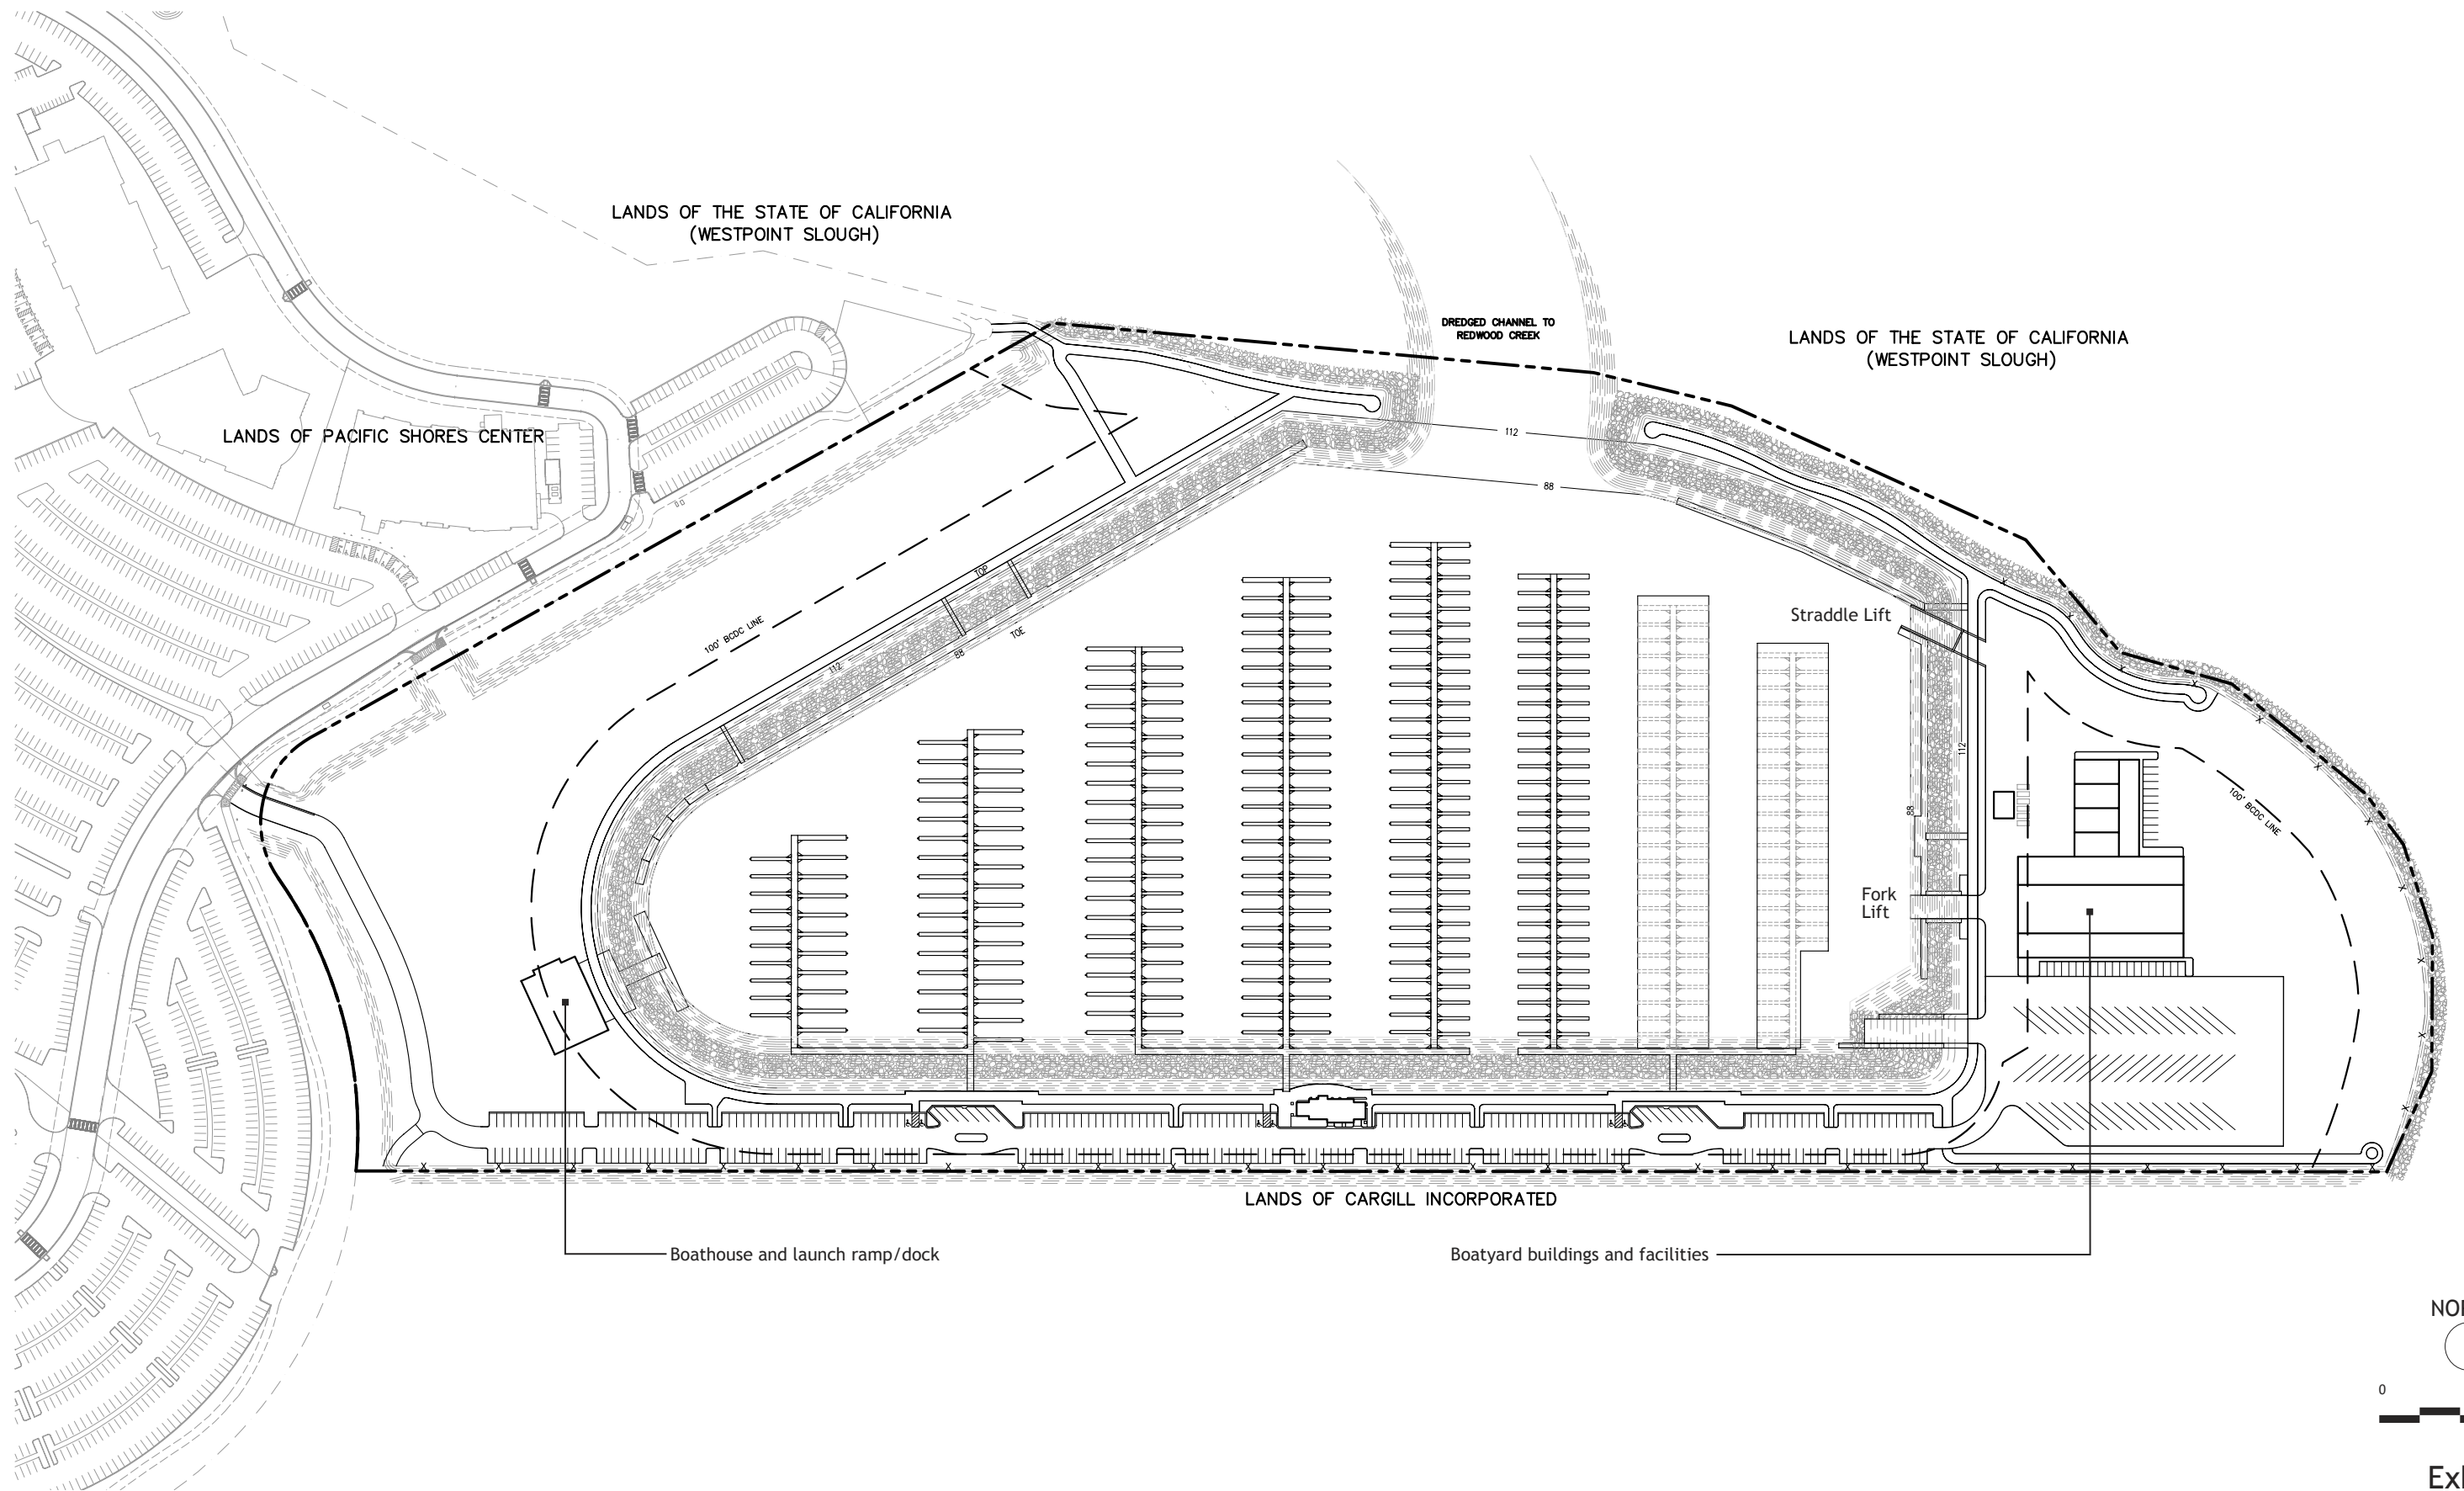 LANDS OF THE STATE OF CALIFORNIA
(WESTPOINT SLOUGH)
DREDGED CHANNEL TO
REDWOOD CREEK
LANDS OF THE STATE OF CALIFORNIA
(WESTPOINT SLOUGH)
LANDS OF PACIFIC SHORES CENTER
112
88
TOP
Straddle Lift
100' BCDC LINE
TOE
88
112
112
88
100' BCDC LINE
Fork
Lift
LANDS OF CARGILL INCORPORATED
Boathouse and launch ramp/dock
Boatyard buildings and facilities
0